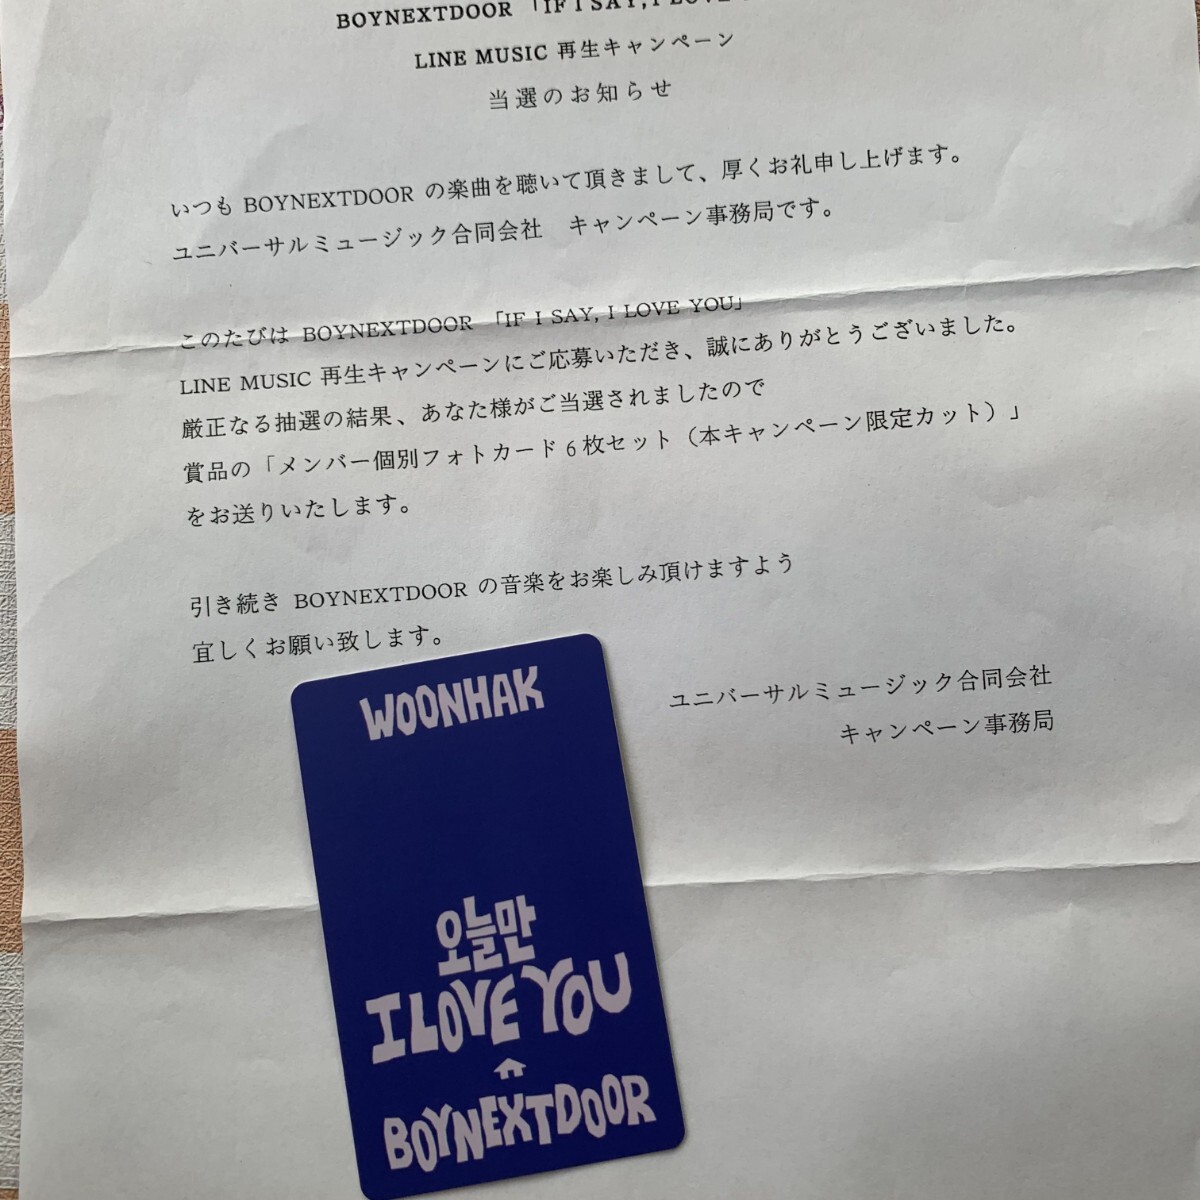 BOYNEXTDOOR 「IF I SAY, I LOVE
LINE MUSIC 再生キャンペーン
当選のお知らせ
いつも BOYNEXTDOOR の楽曲を聴いて頂きまして、厚くお礼申し上げます。
ユニバーサルミュージック合同会社　キャンペーン事務局です。
このたびは BOYNEXTDOOR 「IF I SAY, I LOVE YOU」
LINE MUSIC 再生キャンペーンにご応募いただき、誠にありがとうございました。
厳正なる抽選の結果、あなた様がご当選されましたので
賞品の「メンバー個別フォトカード 6 枚セット（本キャンペーン限定カット）」
をお送りいたします。
引き続き BOYNEXTDOOR の音楽をお楽しみ頂けますよう
宜しくお願い致します。
ユニバーサルミュージック合同会社
キャンペーン事務局
WOONHAK
오늘만
I LOVE YOU
BOYNEXTDOOR